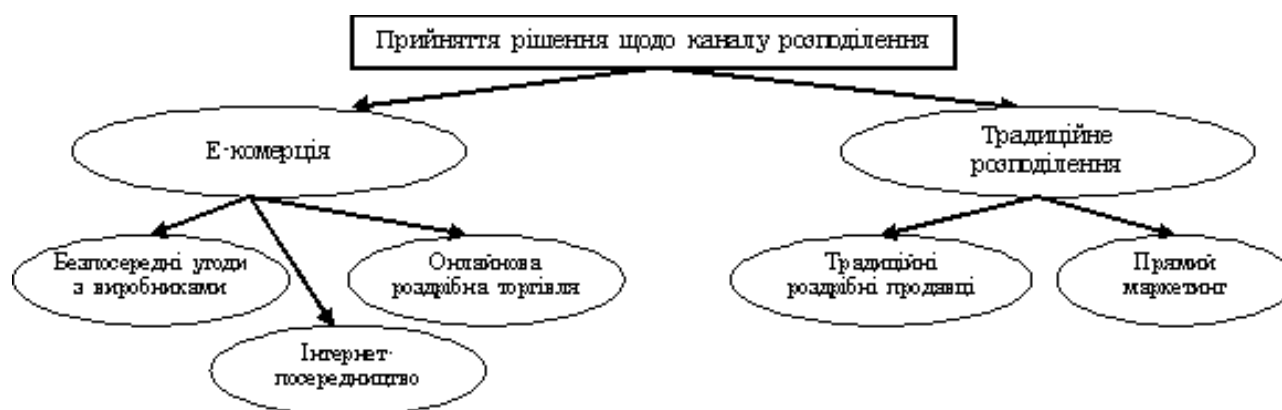 Прийняття рішення щодо каналу розподілення
Е-комерція
Традиційне
розподілення
Безпосередні угоди
з виробниками
Онлайнова
роздрібна торгівля
Традиційні
роздрібні продавці
Прямий
маркетинг
Інтернет-
посередництво